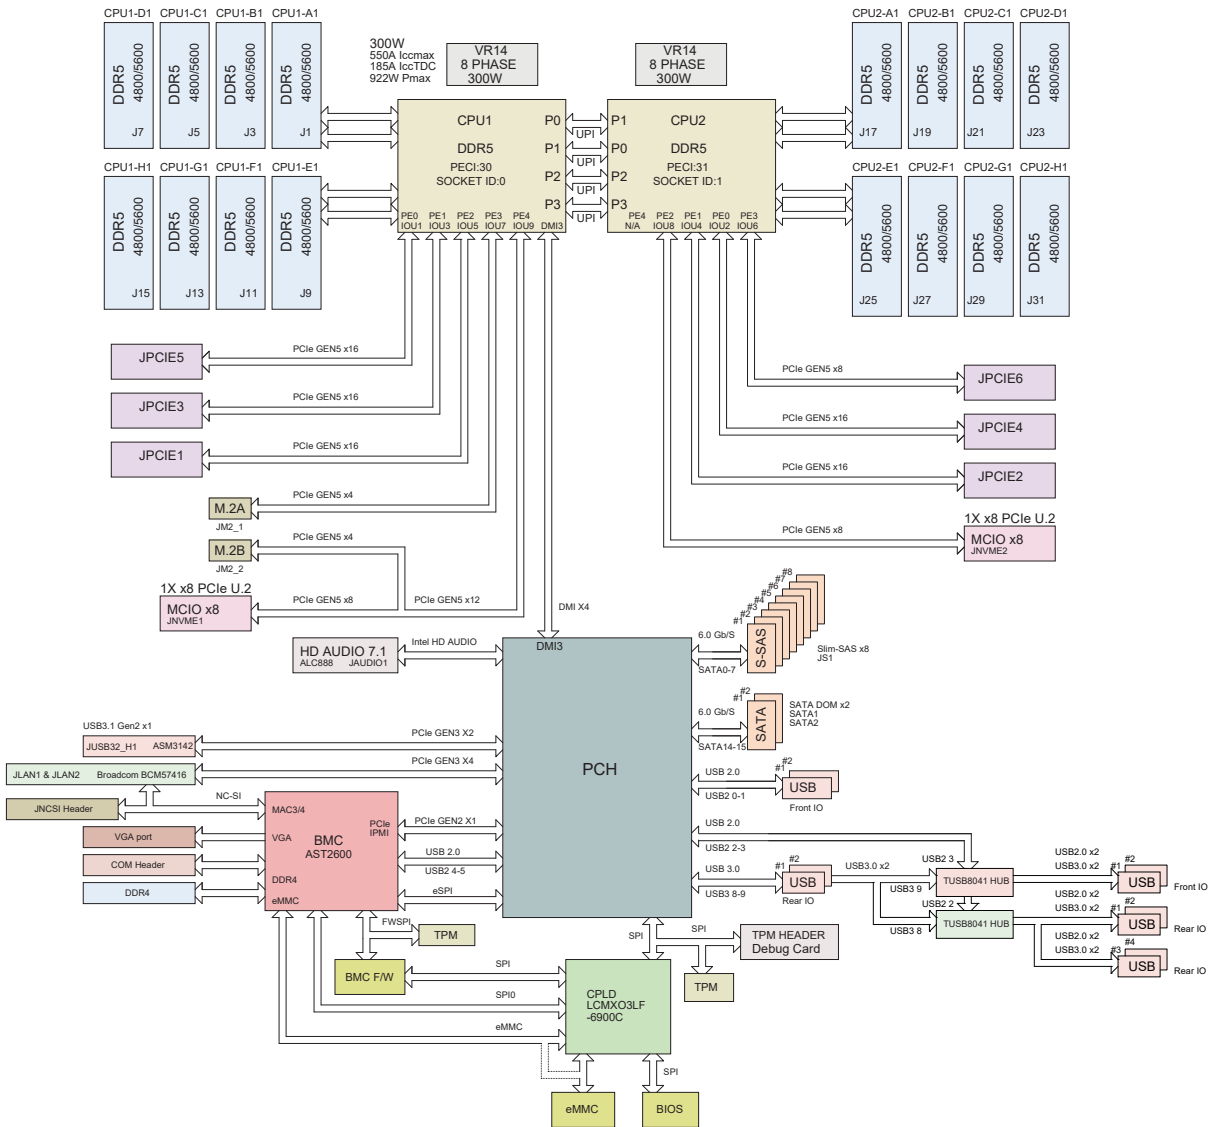 CPU1-D1 CPU1-C1 CPU1-B1 CPU1-A1
DDR5 4800/5600 J7
DDR5 4800/5600 J5
DDR5 4800/5600 J3
DDR5 4800/5600 J1
300W
550A Iccmax
185A IccTDC
922W Pmax
VR14
8 PHASE
300W
VR14
8 PHASE
300W
CPU2-A1 CPU2-B1 CPU2-C1 CPU2-D1
DDR5 4800/5600 J17
DDR5 4800/5600 J19
DDR5 4800/5600 J21
DDR5 4800/5600 J23
CPU1-H1 CPU1-G1 CPU1-F1 CPU1-E1
DDR5 4800/5600 J15
DDR5 4800/5600 J13
DDR5 4800/5600 J11
DDR5 4800/5600 J9
CPU1
DDR5
PECI:30
SOCKET ID:0
P0
P1
P2
P3
PE0 PE1 PE2 PE3 PE4
IOU1 IOU3 IOU5 IOU7 IOU9 DMI3
UPI
UPI
UPI
UPI
CPU2
DDR5
PECI:31
SOCKET ID:1
P1
P0
P2
P3
PE4 PE2 PE1 PE0 PE3
N/A IOU8 IOU4 IOU2 IOU6
CPU2-E1 CPU2-F1 CPU2-G1 CPU2-H1
DDR5 4800/5600 J25
DDR5 4800/5600 J27
DDR5 4800/5600 J29
DDR5 4800/5600 J31
JPCIE5
PCIe GEN5 x16
JPCIE3
PCIe GEN5 x16
JPCIE1
PCIe GEN5 x16
M.2A
JM2_1
PCIe GEN5 x4
M.2B
JM2_2
PCIe GEN5 x4
1X x8 PCIe U.2
MCIO x8
JNVME1
PCIe GEN5 x8
PCIe GEN5 x12
DMI X4
PCIe GEN5 x8
JPCIE6
PCIe GEN5 x16
JPCIE4
PCIe GEN5 x16
JPCIE2
1X x8 PCIe U.2
PCIe GEN5 x8
MCIO x8
JNVME2
HD AUDIO 7.1
ALC888 JAUDIO1
Intel HD AUDIO
DMI3
PCH
6.0 Gb/S
SATA0-7
S-SAS
#1 #2 #3 #4 #5 #6 #7 #8
Slim-SAS x8
JS1
6.0 Gb/S
SATA14-15
SATA
#1 #2
SATA DOM x2
SATA1
SATA2
USB3.1 Gen2 x1
JUSB32_H1 ASM3142
PCIe GEN3 X2
JLAN1 & JLAN2 Broadcom BCM57416
PCIe GEN3 X4
JNCSI Header
NC-SI
VGA port
COM Header
DDR4
MAC3/4
VGA
DDR4
eMMC
BMC
AST2600
PCIe
IPMI
PCIe GEN2 X1
USB 2.0
USB2 4-5
eSPI
FWSPI
TPM
BMC F/W
SPI
SPI0
eMMC
CPLD
LCMXO3LF
-6900C
eMMC
BIOS
SPI
SPI
SPI
TPM HEADER
Debug Card
TPM
USB 2.0
USB2 0-1
#1 #2
USB
Front IO
USB 2.0
USB2 2-3
USB 3.0
USB3 8-9
#1 #2
USB
Rear IO
USB3.0 x2
USB2 3
USB3 9
TUSB8041 HUB
USB2 2
USB3 8
TUSB8041 HUB
USB2.0 x2
USB3.0 x2
#1 #2
USB
Front IO
USB2.0 x2
USB3.0 x2
#1 #2
USB
Rear IO
USB2.0 x2
USB3.0 x2
#3 #4
USB
Rear IO